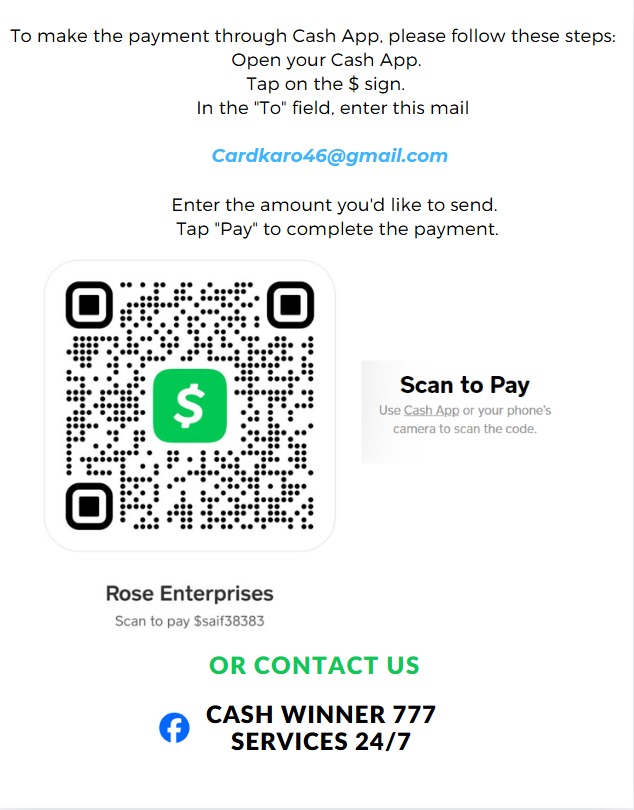 To make the payment through Cash App, please follow these steps:
Open your Cash App.
Tap on the $ sign.
In the "To" field, enter this mail
Cardkaro46@gmail.com
Enter the amount you'd like to send.
Tap "Pay" to complete the payment.
$
Scan to Pay
Use Cash App or your phone's
camera to scan the code.
Rose Enterprises
Scan to pay $saif38383
OR CONTACT US
CASH WINNER 777
SERVICES 24/7